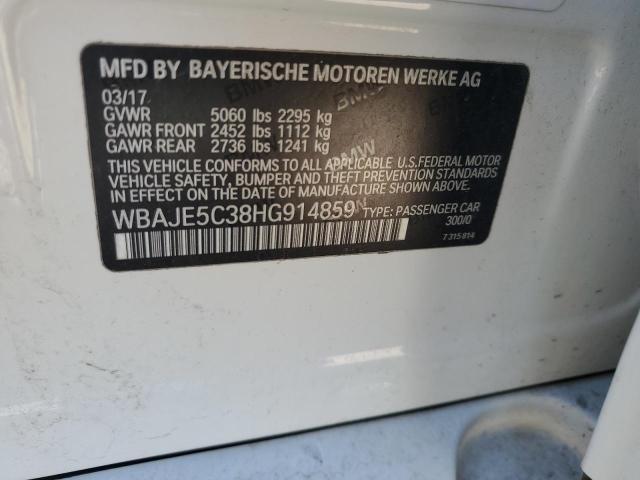 MFD BY BAYERISCHE MOTOREN WERKE AG
03/17
GVWR 5060 lbs 2295 kg
GAWR FRONT 2452 lbs 1112 kg
GAWR REAR 2736 lbs 1241 kg
THIS VEHICLE CONFORMS TO ALL APPLICABLE U.S.FEDERAL MOTOR
VEHICLE SAFETY, BUMPER AND THEFT PREVENTION STANDARDS
IN EFFECT ON THE DATE OF MANUFACTURE SHOWN ABOVE.
WBAJE5C38HG914859 TYPE: PASSENGER CAR
300/0
7 315 814